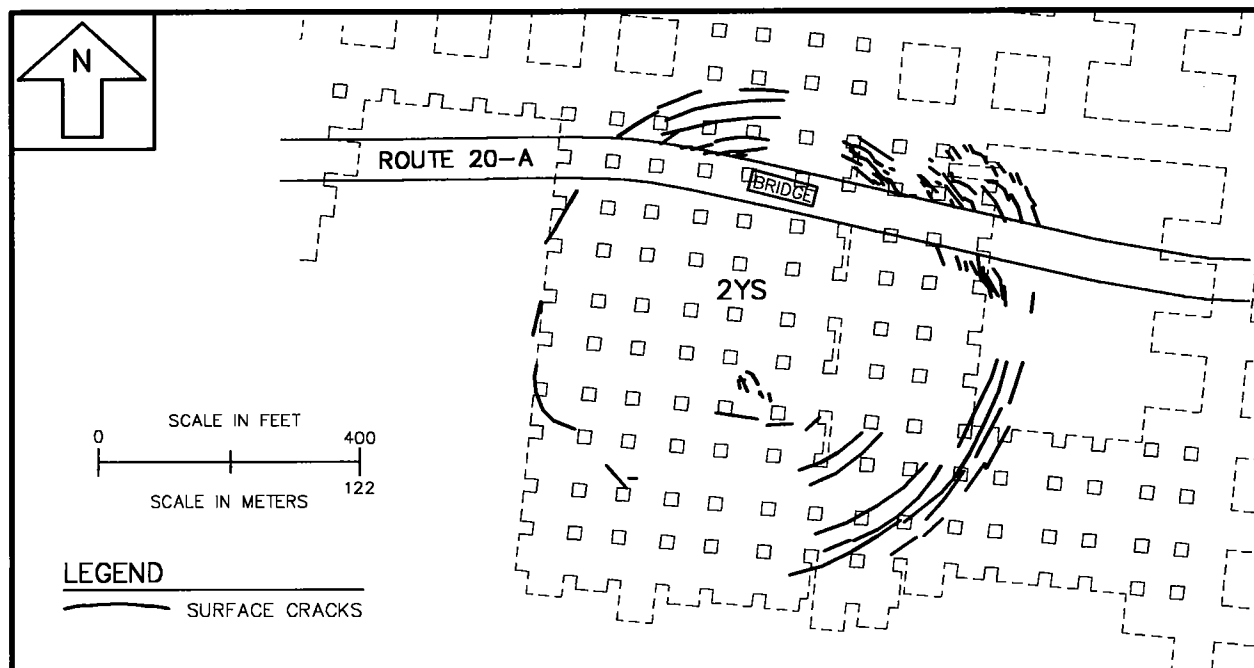 N
ROUTE 20-A
BRIDGE
2YS
SCALE IN FEET
0 400
122
SCALE IN METERS
LEGEND
SURFACE CRACKS